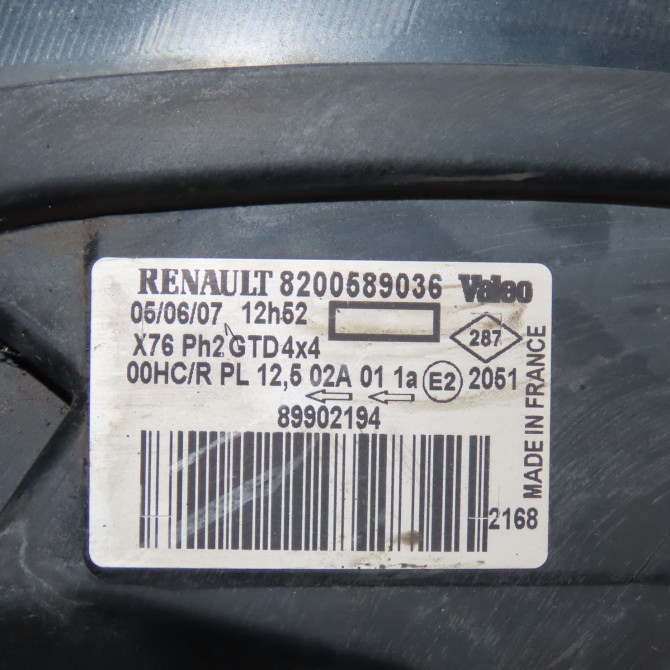 RENAULT 8200589036 Valeo
05/06/07 12h52
X76 Ph2 GTD 4x4
287
00HC/R PL 12,5 02A 01 1a E2 2051
89902194
2168
MADE IN FRANCE